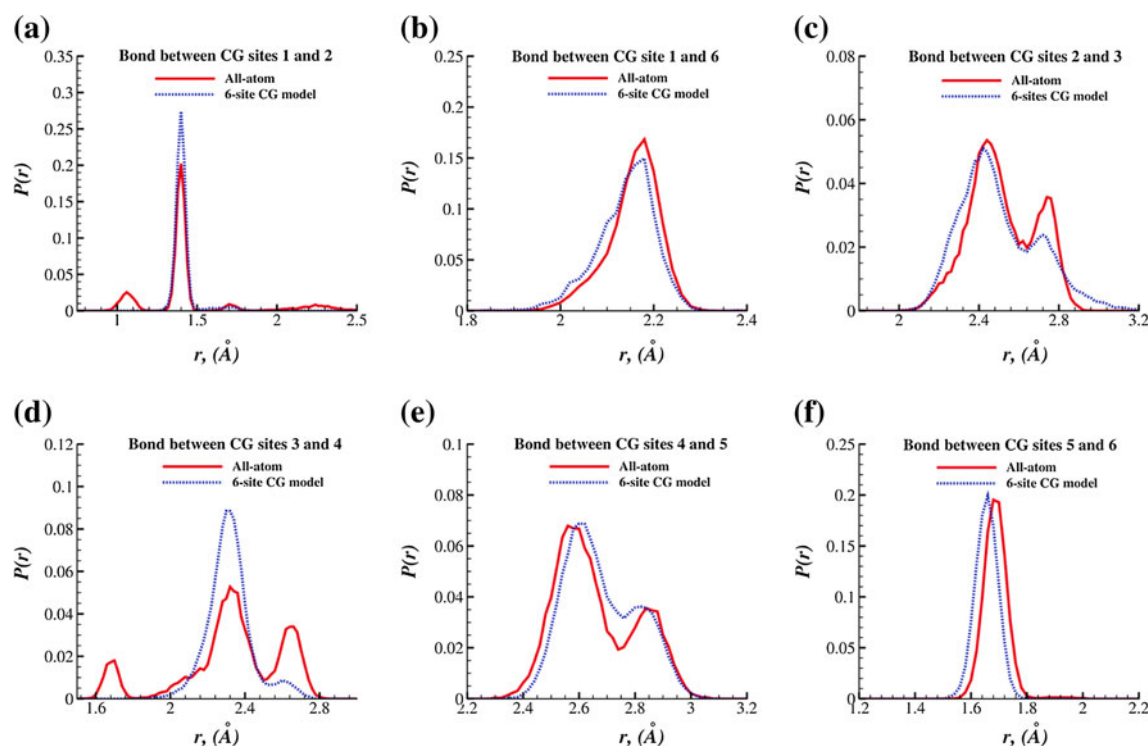 (a)
Bond between CG sites 1 and 2
All-atom
6-site CG model
P(r)
0.35
0.3
0.25
0.2
0.15
0.1
0.05
0
1 1.5 2 2.5
r, (Å)
(b)
Bond between CG site 1 and 6
All-atom
6-site CG model
P(r)
0.25
0.20
0.15
0.10
0.05
0
1.8 2 2.2 2.4
r, (Å)
(c)
Bond between CG sites 2 and 3
All-atom
6-sites CG model
P(r)
0.08
0.06
0.04
0.02
0
2 2.4 2.8 3.2
r, (Å)
(d)
Bond between CG sites 3 and 4
All-atom
6-site CG model
P(r)
0.12
0.1
0.08
0.06
0.04
0.02
0
1.6 2 2.4 2.8
r, (Å)
(e)
Bond between CG sites 4 and 5
All-atom
6-site CG model
P(r)
0.1
0.08
0.06
0.04
0.02
0
2.2 2.4 2.6 2.8 3 3.2
r, (Å)
(f)
Bond between CG sites 5 and 6
All-atom
6-site CG model
P(r)
0.25
0.2
0.15
0.1
0.05
0
1.2 1.4 1.6 1.8 2 2.2
r, (Å)